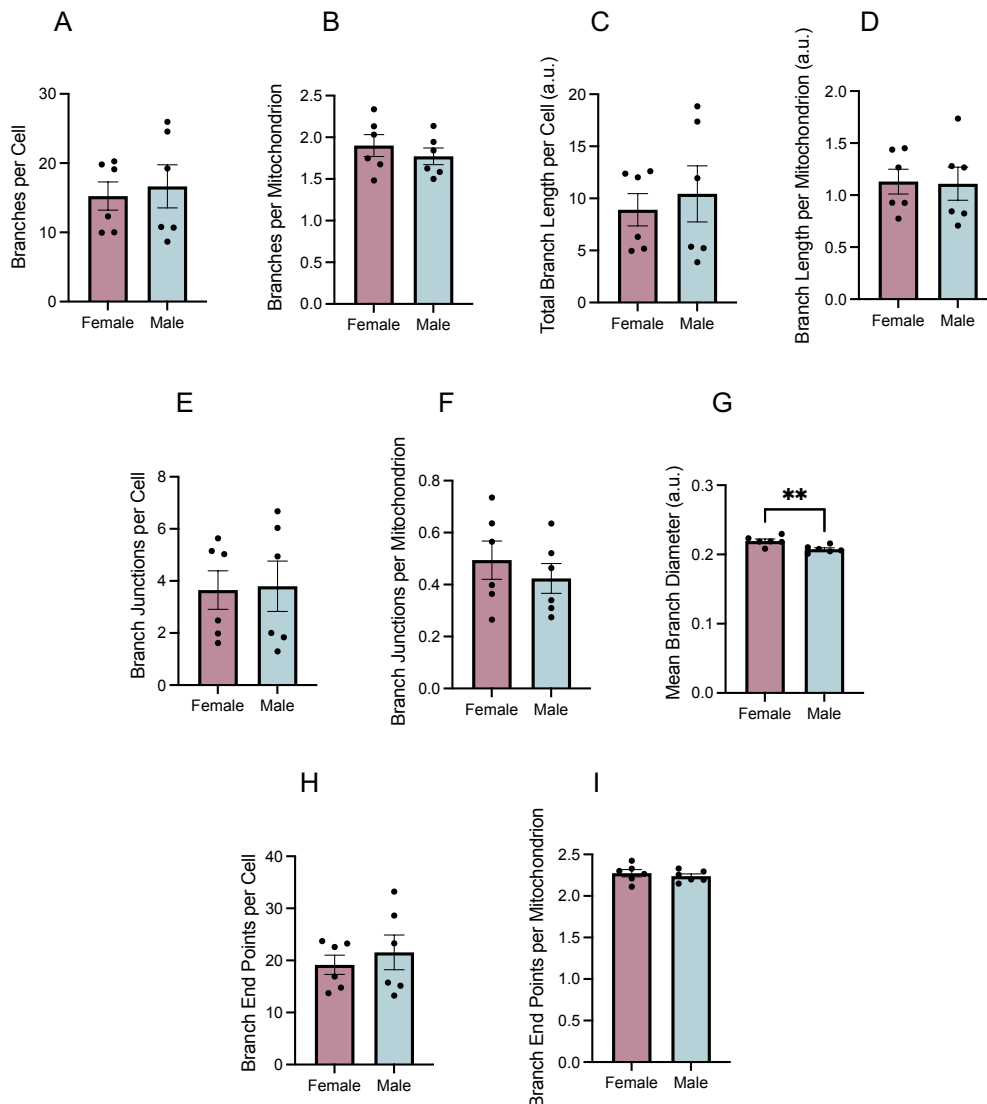 A
B
C
D
Branches per Cell
30
20
10
0
Female
Male
Branches per Mitochondrion
2.5
2.0
1.5
1.0
0.5
0.0
Female
Male
Total Branch Length per Cell (a.u.)
20
15
10
5
0
Female
Male
Branch Length per Mitochondrion (a.u.)
2.0
1.5
1.0
0.5
0.0
Female
Male
E
F
G
Branch Junctions per Cell
8
6
4
2
0
Female
Male
Branch Junctions per Mitochondrion
0.8
0.6
0.4
0.2
0.0
Female
Male
Mean Branch Diameter (a.u.)
0.3
0.2
0.1
0.0
**
Female
Male
H
I
Branch End Points per Cell
40
30
20
10
0
Female
Male
Branch End Points per Mitochondrion
2.5
2.0
1.5
1.0
0.5
0.0
Female
Male